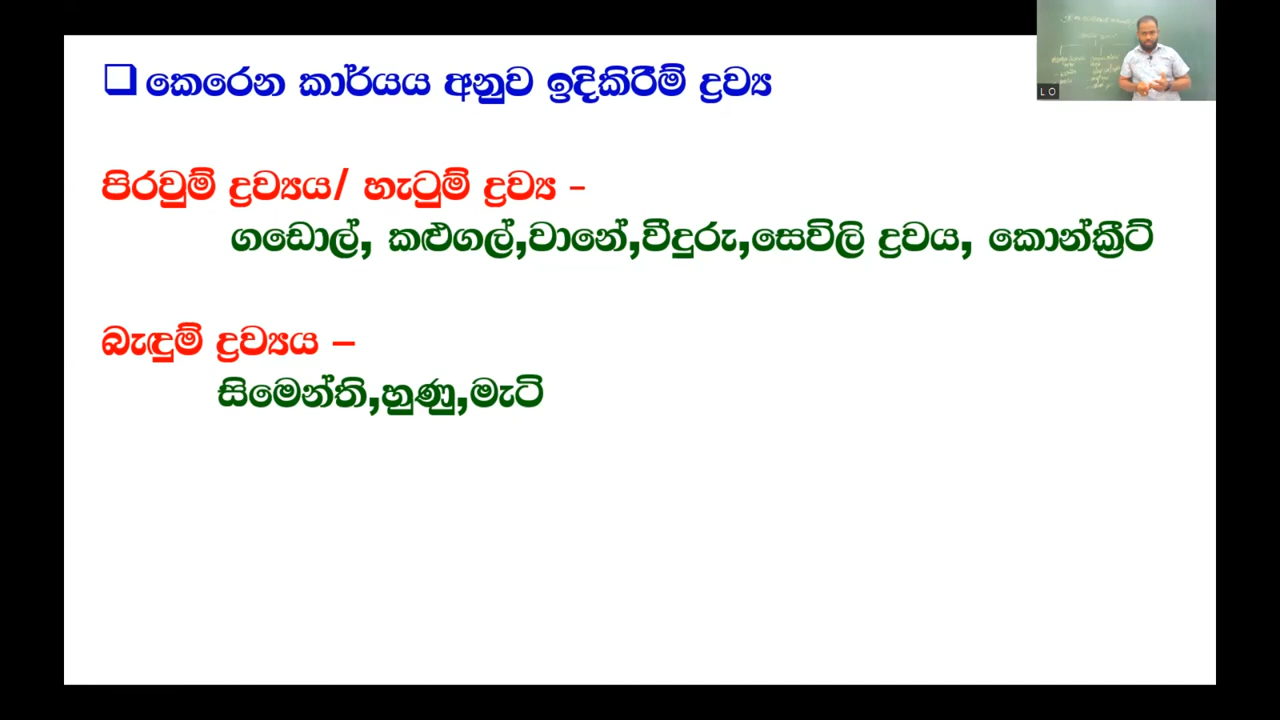 කෙරෙන කාර්යය අනුව ඉදිකිරීම් ද්‍රව්‍ය
පිරවුම් ද්‍රව්‍යය/ හැටුම් ද්‍රව්‍ය -
ගඩොල්, කළුගල්,වානේ,වීදුරු,සෙවිලි ද්‍රවය, කොන්ක්‍රීට්
බැඳුම් ද්‍රව්‍යය –
සිමෙන්ති,හුණු,මැටි
L O